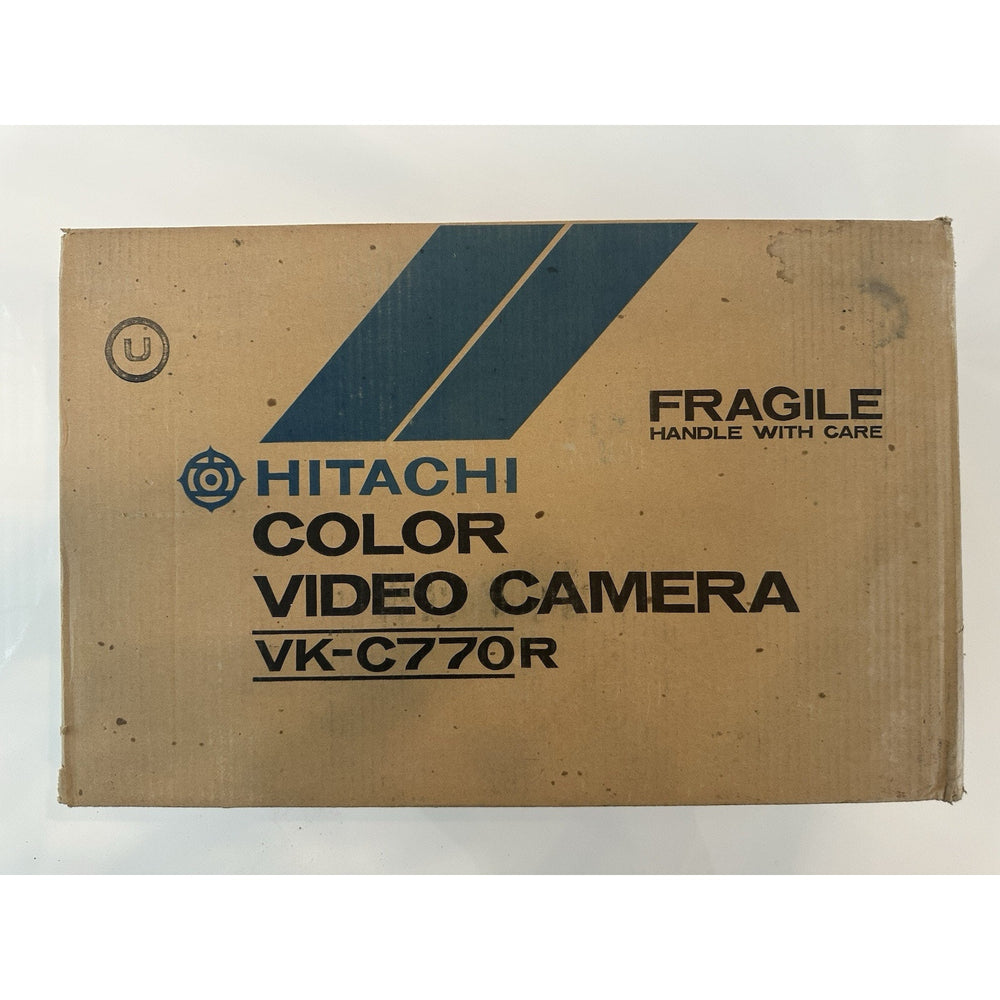 U
FRAGILE
HANDLE WITH CARE
HITACHI
COLOR
VIDEO CAMERA
VK-C770R